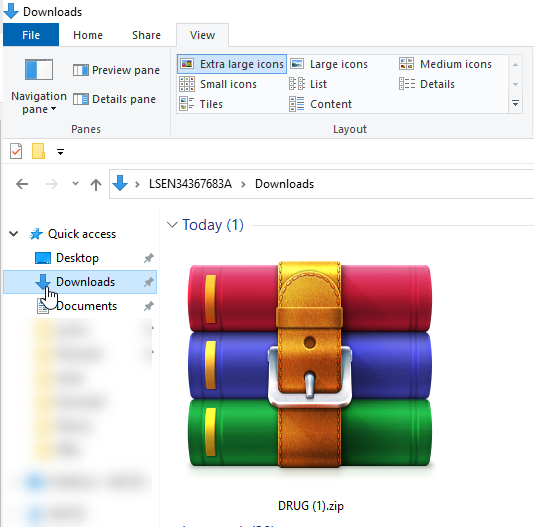 Downloads
File Home Share View
Extra large icons Large icons Medium icons
Preview pane
Small icons List Details
Navigation pane
Details pane
Tiles Content
Panes Layout
LSEN34367683A Downloads
Quick access
Today (1)
Desktop
Downloads
Documents
DRUG (1).zip